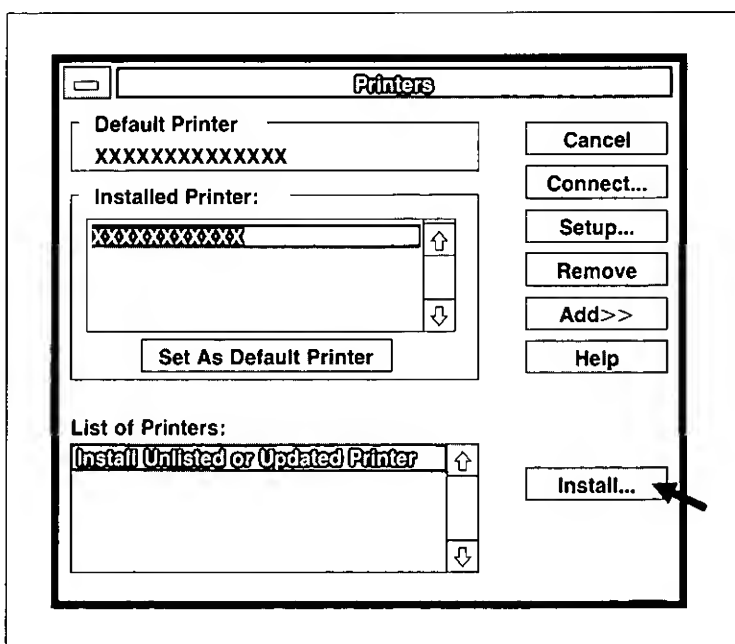 Printers
Default Printer
XXXXXXXXXXXXXX
Installed Printer:
XXXXXXXXXXX
Set As Default Printer
Cancel
Connect...
Setup...
Remove
Add>>
Help
List of Printers:
Install Unlisted or Updated Printer
Install...